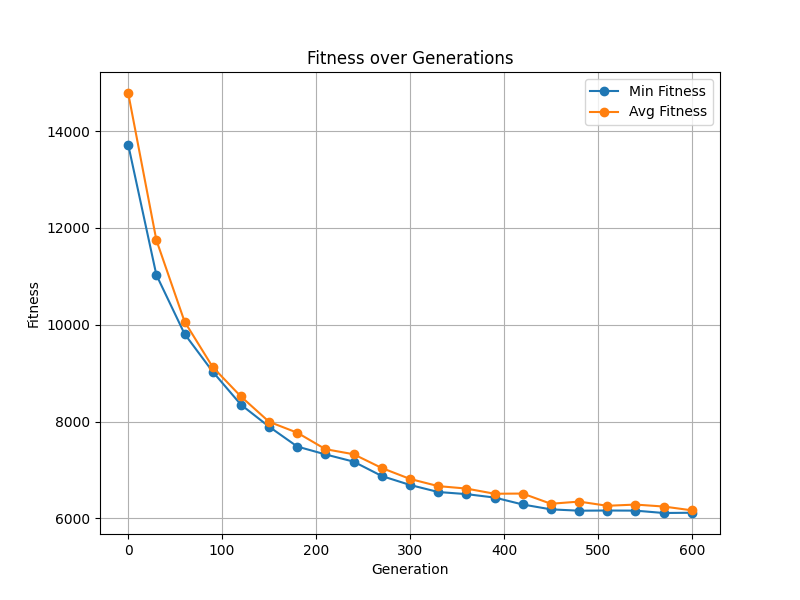 Fitness over Generations
Min Fitness
Avg Fitness
14000
12000
10000
8000
6000
Fitness
0 100 200 300 400 500 600
Generation